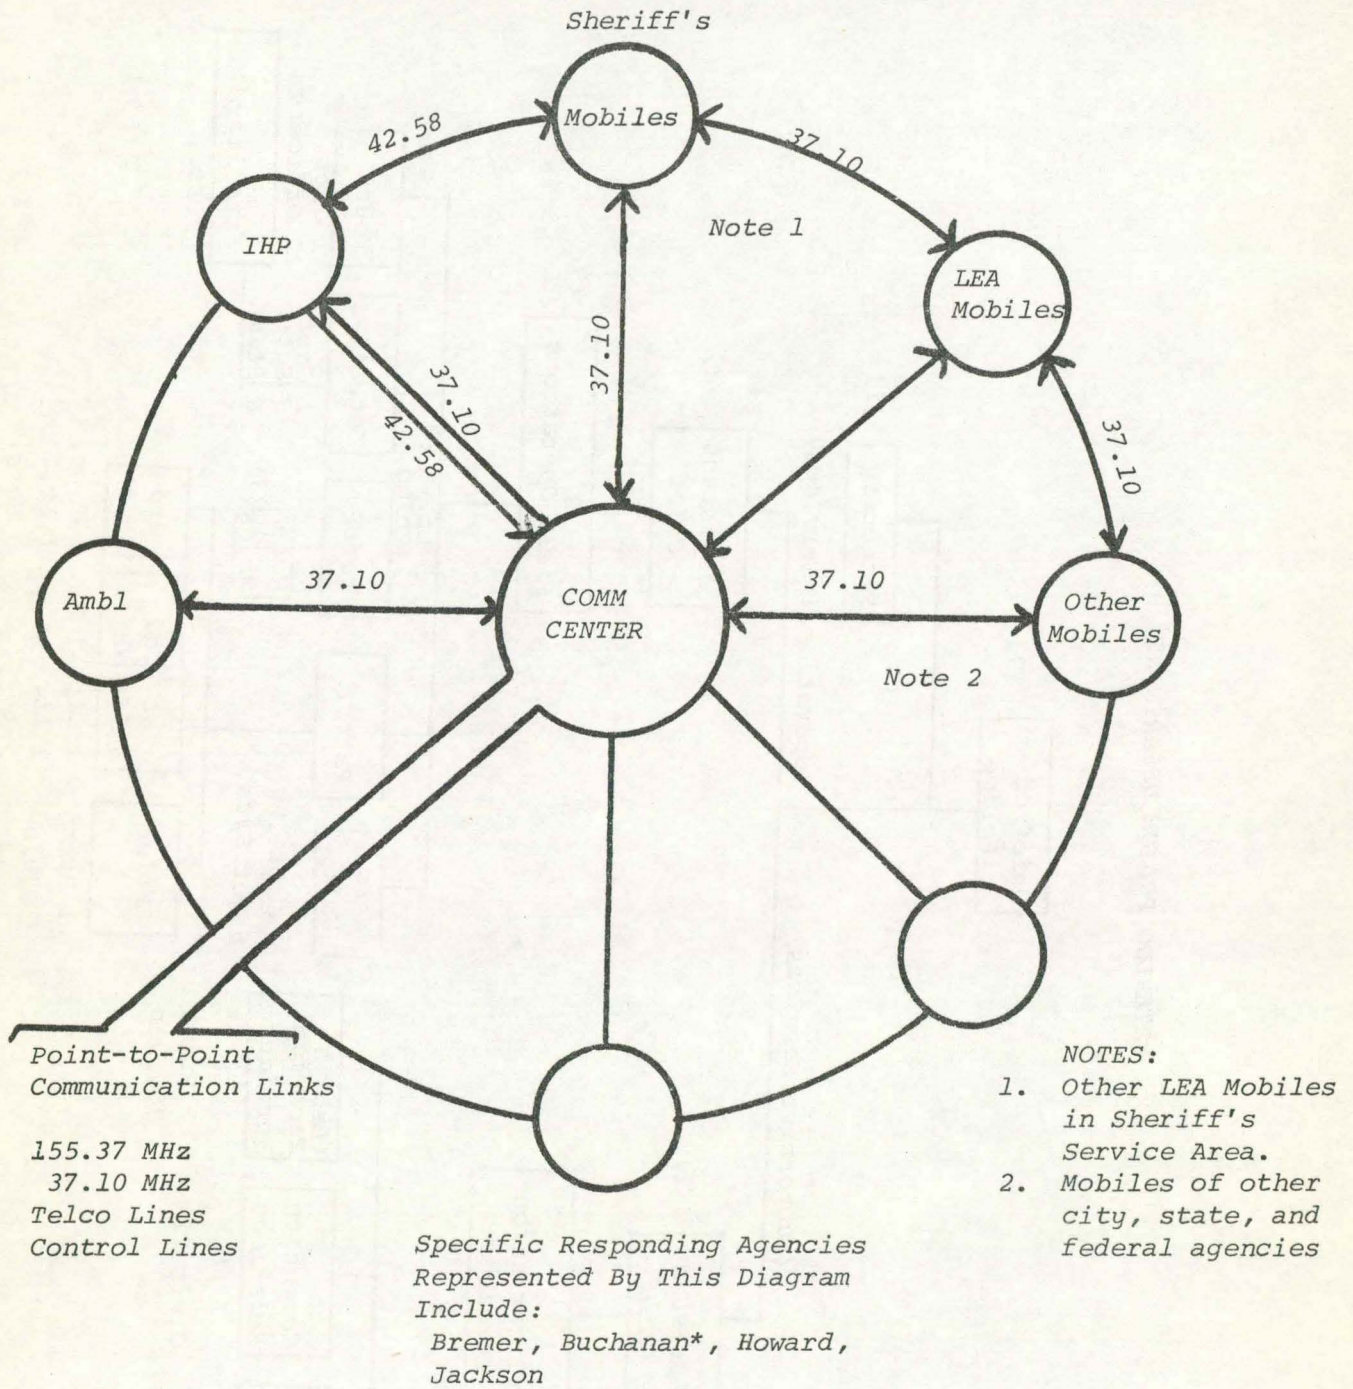 Sheriff's
Mobiles
42.58
37.10
IHP
Note 1
LEA
Mobiles
37.10
37.10
42.58
37.10
Ambl
37.10
COMM
CENTER
37.10
Other
Mobiles
Note 2
Point-to-Point
Communication Links
155.37 MHz
37.10 MHz
Telco Lines
Control Lines
NOTES:
1. Other LEA Mobiles
in Sheriff's
Service Area.
2. Mobiles of other
city, state, and
federal agencies
Specific Responding Agencies
Represented By This Diagram
Include:
Bremer, Buchanan*, Howard,
Jackson